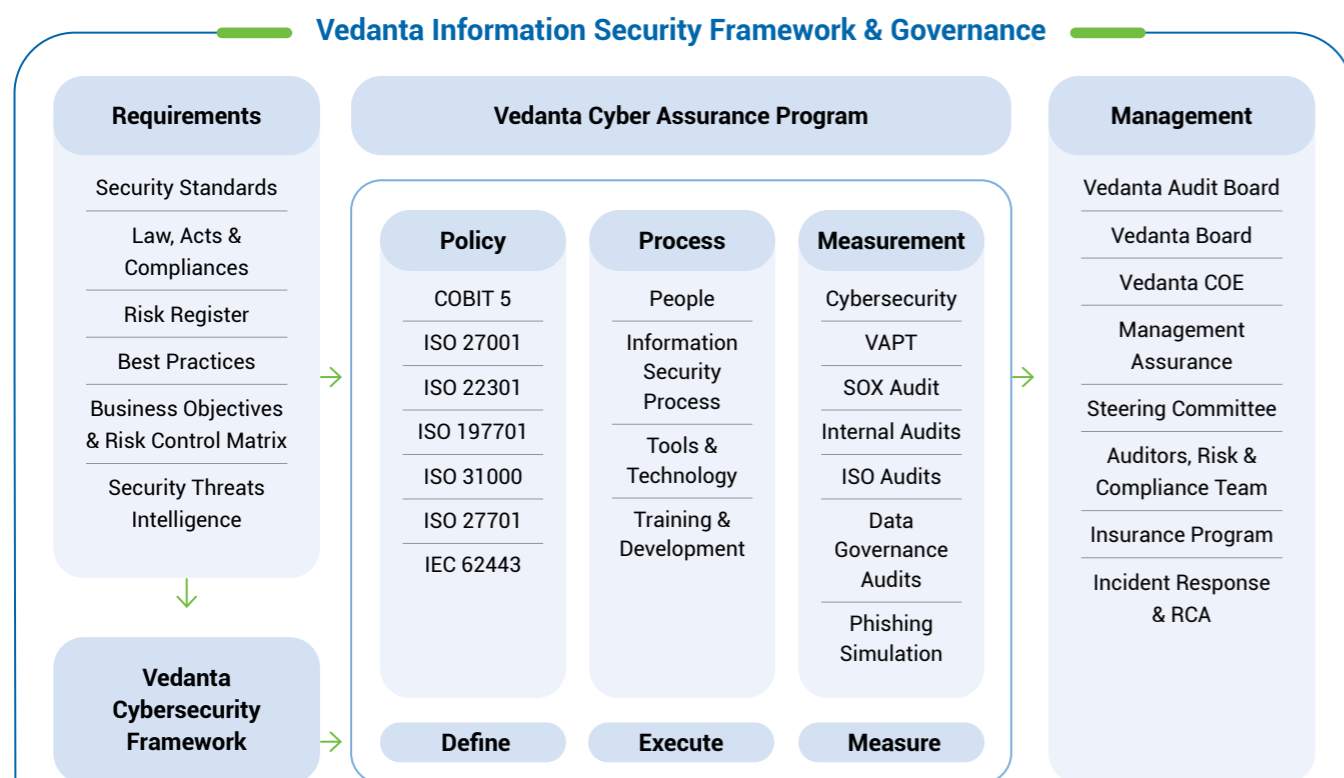 Vedanta Information Security Framework & Governance
Requirements
Security Standards
Law, Acts &
Compliances
Risk Register
Best Practices
Business Objectives
& Risk Control Matrix
Security Threats
Intelligence
Vedanta
Cybersecurity
Framework
Vedanta Cyber Assurance Program
Policy
COBIT 5
ISO 27001
ISO 22301
ISO 197701
ISO 31000
ISO 27701
IEC 62443
Define
Process
People
Information
Security
Process
Tools &
Technology
Training &
Development
Execute
Measurement
Cybersecurity
VAPT
SOX Audit
Internal Audits
ISO Audits
Data
Governance
Audits
Phishing
Simulation
Measure
Management
Vedanta Audit Board
Vedanta Board
Vedanta COE
Management
Assurance
Steering Committee
Auditors, Risk &
Compliance Team
Insurance Program
Incident Response
& RCA